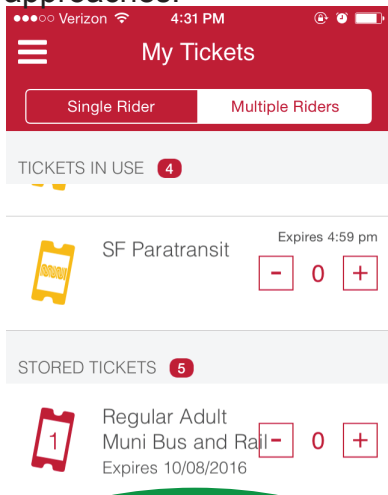 approaches.
Verizon 4:31 PM
My Tickets
Single Rider Multiple Riders
TICKETS IN USE 4
Expires 4:59 pm
SF Paratransit
- 0 +
STORED TICKETS 5
1
Regular Adult
Muni Bus and Rail - 0 +
Expires 10/08/2016